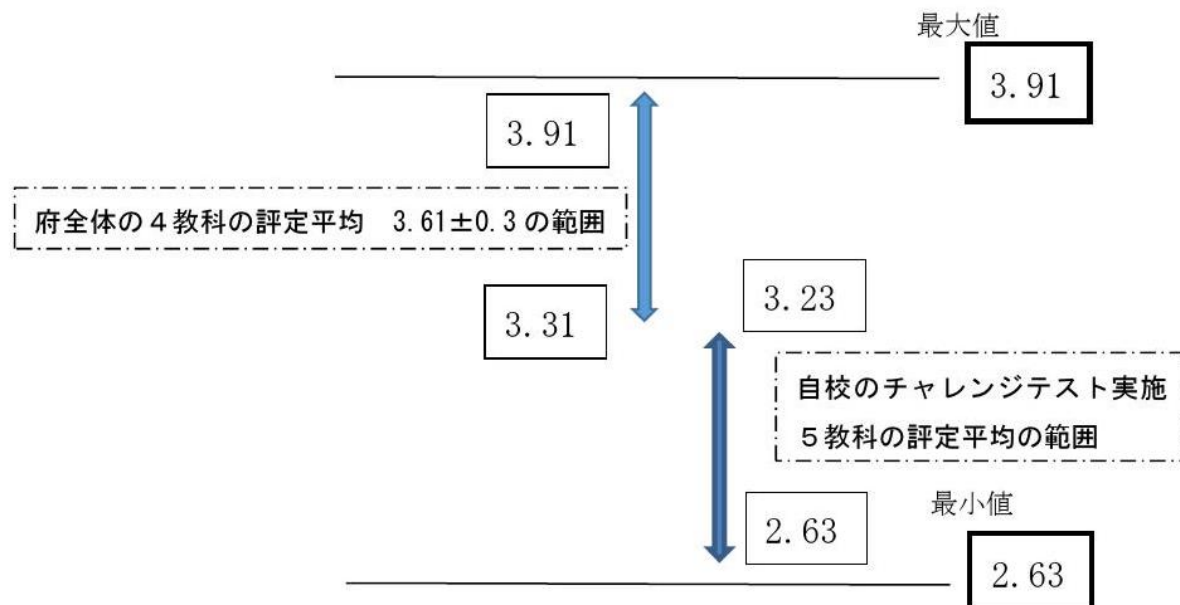 最大値
3.91
3.91
府全体の４教科の評定平均　3.61±0.3の範囲
3.31
3.23
自校のチャレンジテスト実施
５教科の評定平均の範囲
2.63
最小値
2.63